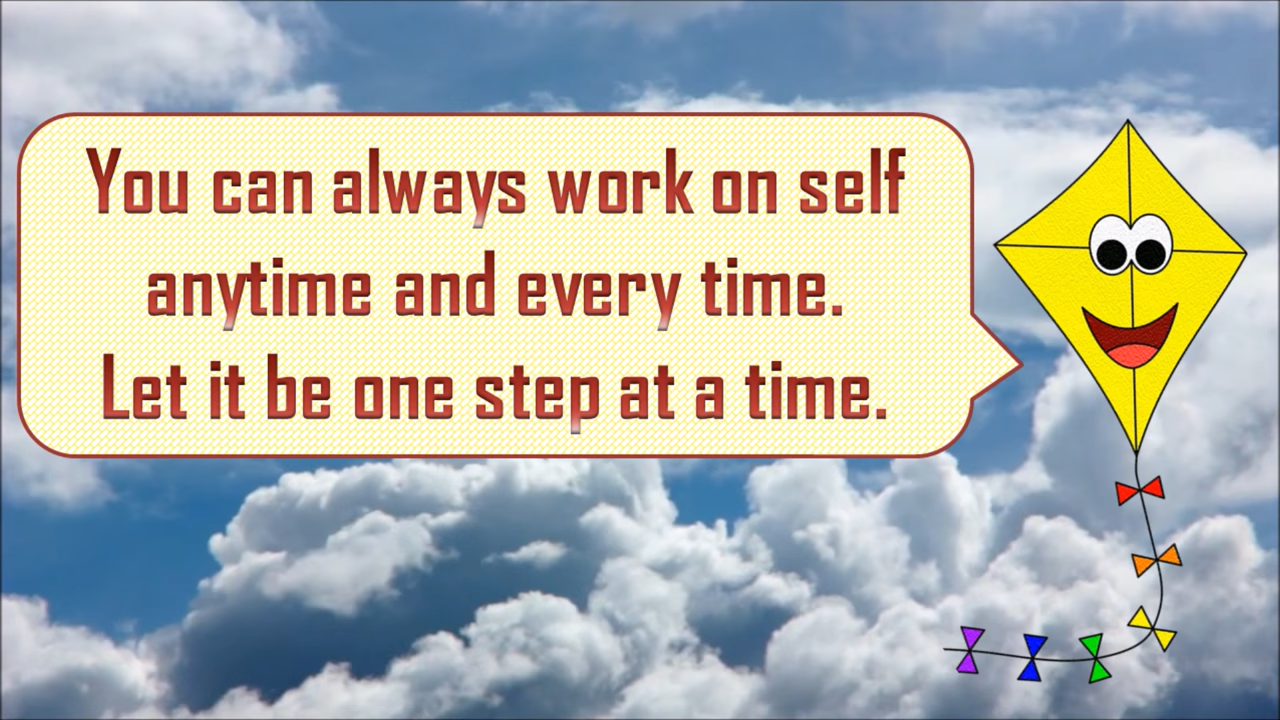 You can always work on self
anytime and every time.
Let it be one step at a time.